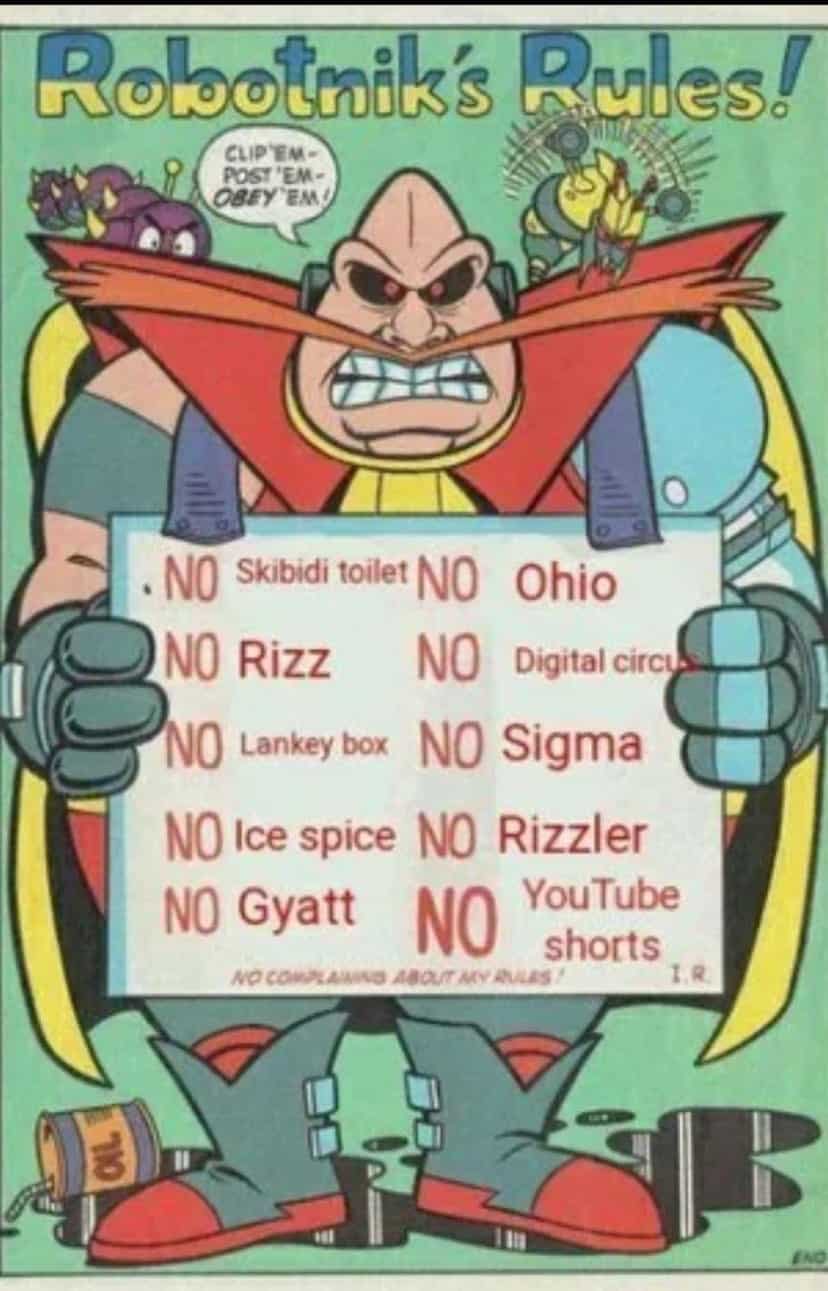 Robotnik's Rules!
CLIP 'EM-
POST 'EM-
OBEY 'EM!
NO Skibidi toilet NO Ohio
NO Rizz NO Digital circus
NO Lankey box NO Sigma
NO Ice spice NO Rizzler
NO Gyatt NO YouTube
shorts
NO COMPLAINING ABOUT MY RULES!
I.R.
OIL
END